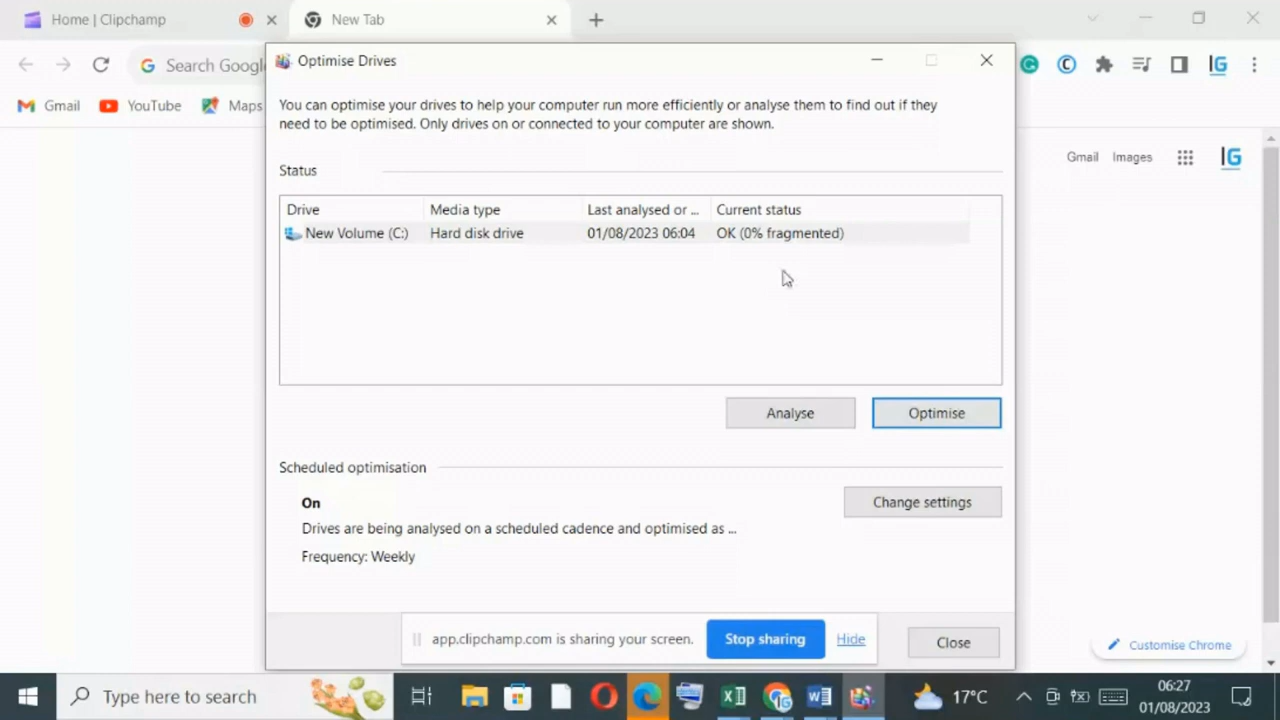 Home | Clipchamp
New Tab
Search Googl
Gmail
YouTube
Maps
Optimise Drives
You can optimise your drives to help your computer run more efficiently or analyse them to find out if they
need to be optimised. Only drives on or connected to your computer are shown.
Status
Drive Media type Last analysed or ... Current status
New Volume (C:) Hard disk drive 01/08/2023 06:04 OK (0% fragmented)
Analyse
Optimise
Scheduled optimisation
On
Change settings
Drives are being analysed on a scheduled cadence and optimised as ...
Frequency: Weekly
app.clipchamp.com is sharing your screen.
Stop sharing
Hide
Close
Gmail Images
Customise Chrome
Type here to search
17°C
06:27
01/08/2023